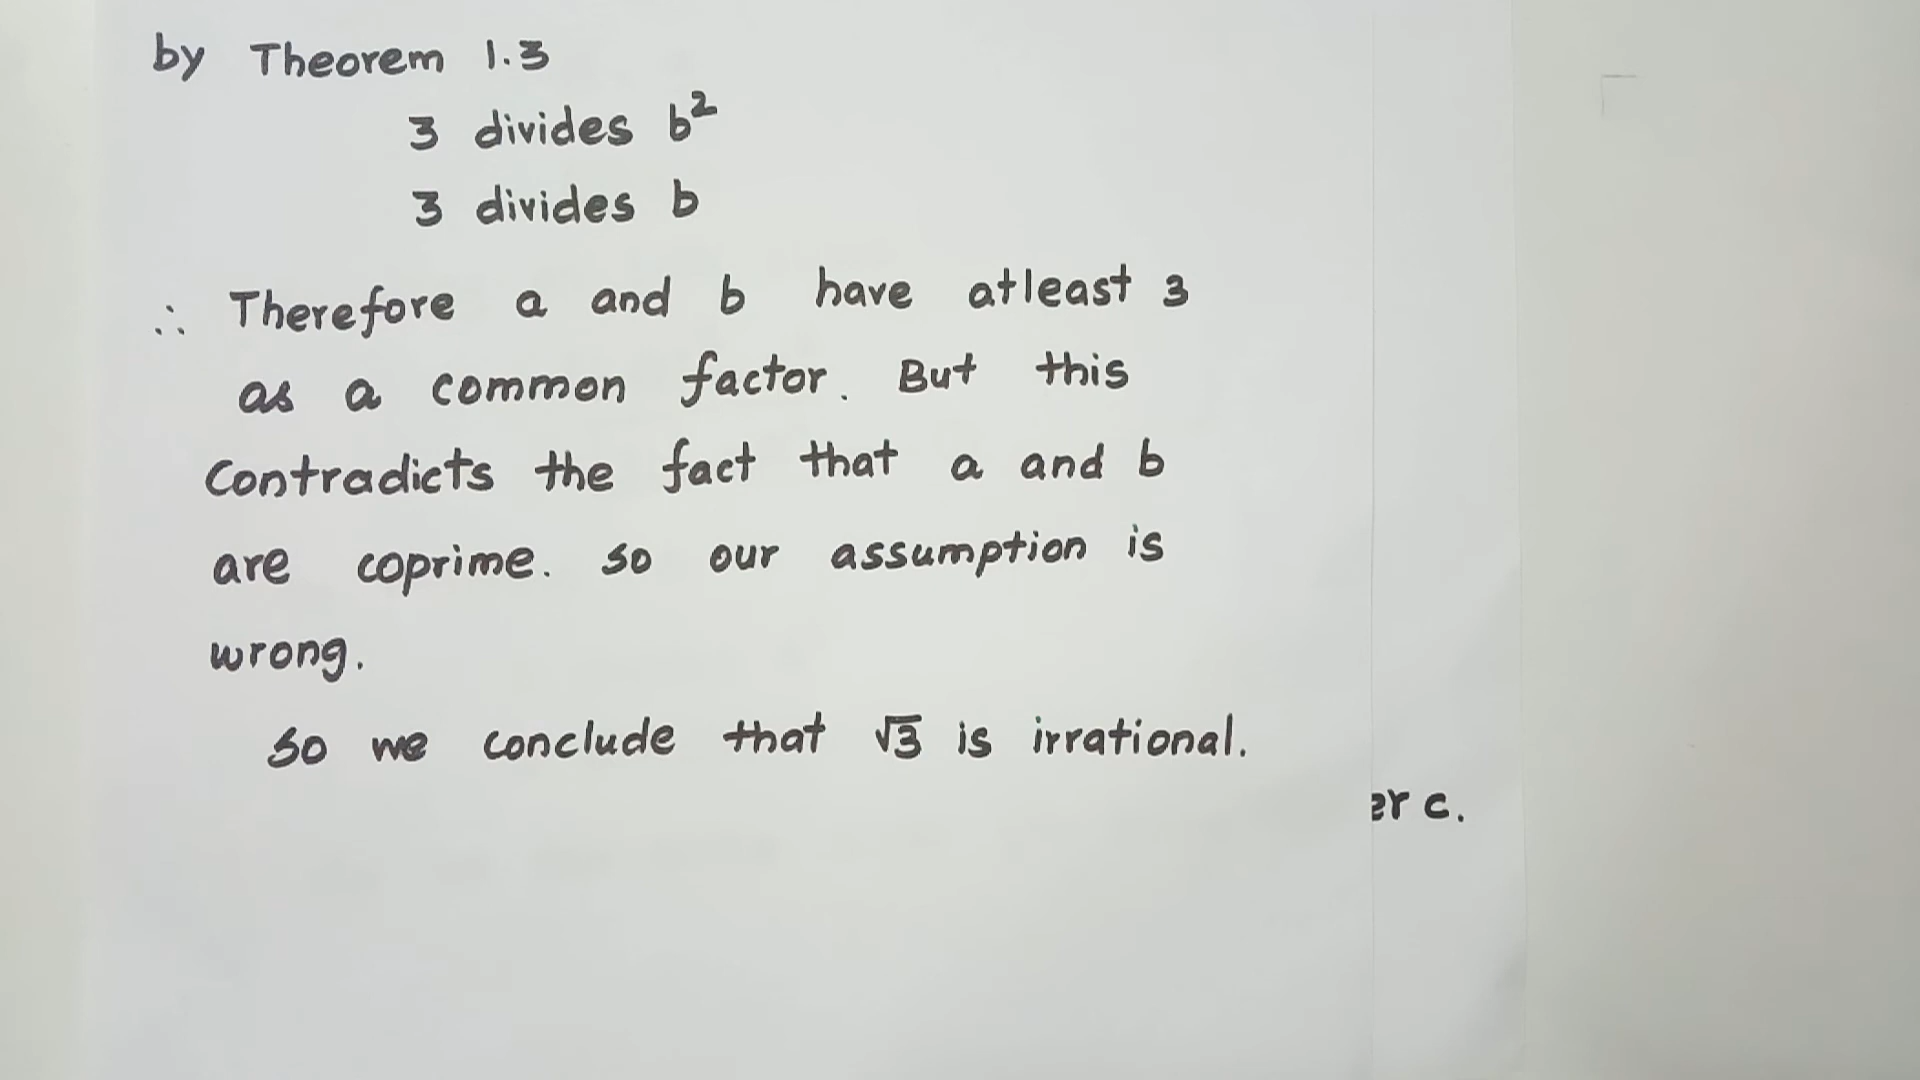 by Theorem 1.3
3 divides b²
3 divides b
∴ Therefore a and b have atleast 3
as a common factor. But this
Contradicts the fact that a and b
are coprime. so our assumption is
wrong.
So we conclude that √3 is irrational.
er c.